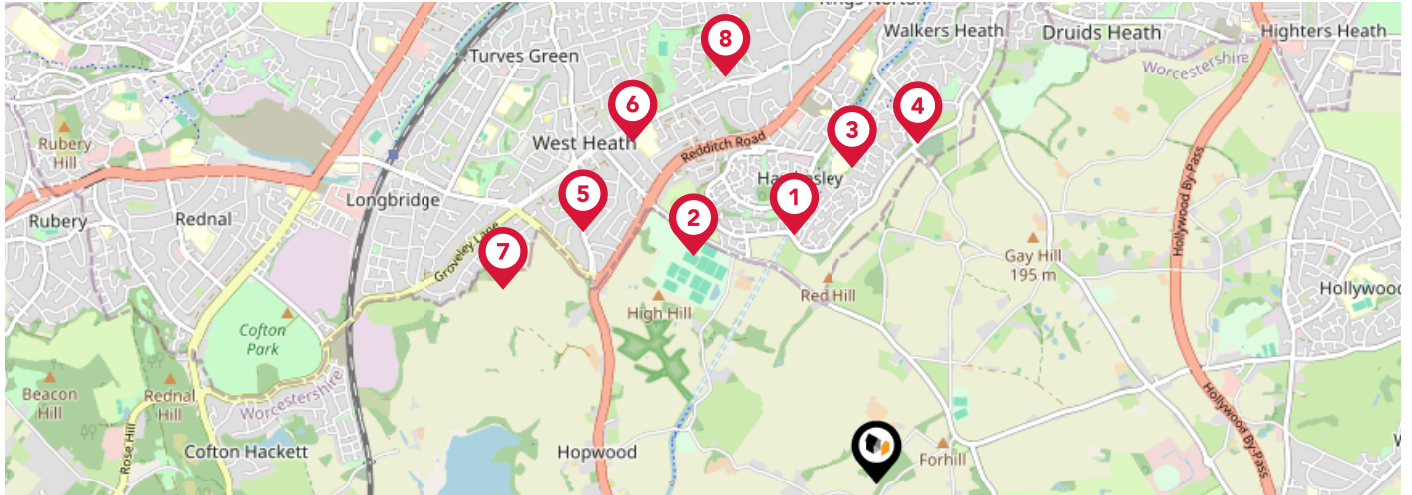 Walkers Heath
Druids Heath
Highters Heath
8
Turves Green
Worcestershire
6
4
3
Rubery
Hill
West Heath
Redditch Road
Hollywood By-Pass
5
1
Longbridge
2
Rubery
Rednal
7
Groveley Lane
Gay Hill
195 m
Red Hill
Hollywood
High Hill
Cofton
Park
Beacon
Hill
Rednal
Hill
Worcestershire
Hollywood By-Pass
Rose Hill
Cofton Hackett
Hopwood
Forhill